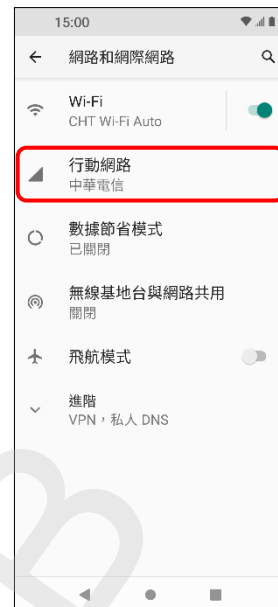 15:00
網路和網際網路
Wi-Fi
CHT Wi-Fi Auto
行動網路
中華電信
數據節省模式
已關閉
無線基地台與網路共用
關閉
飛航模式
進階
VPN，私人 DNS